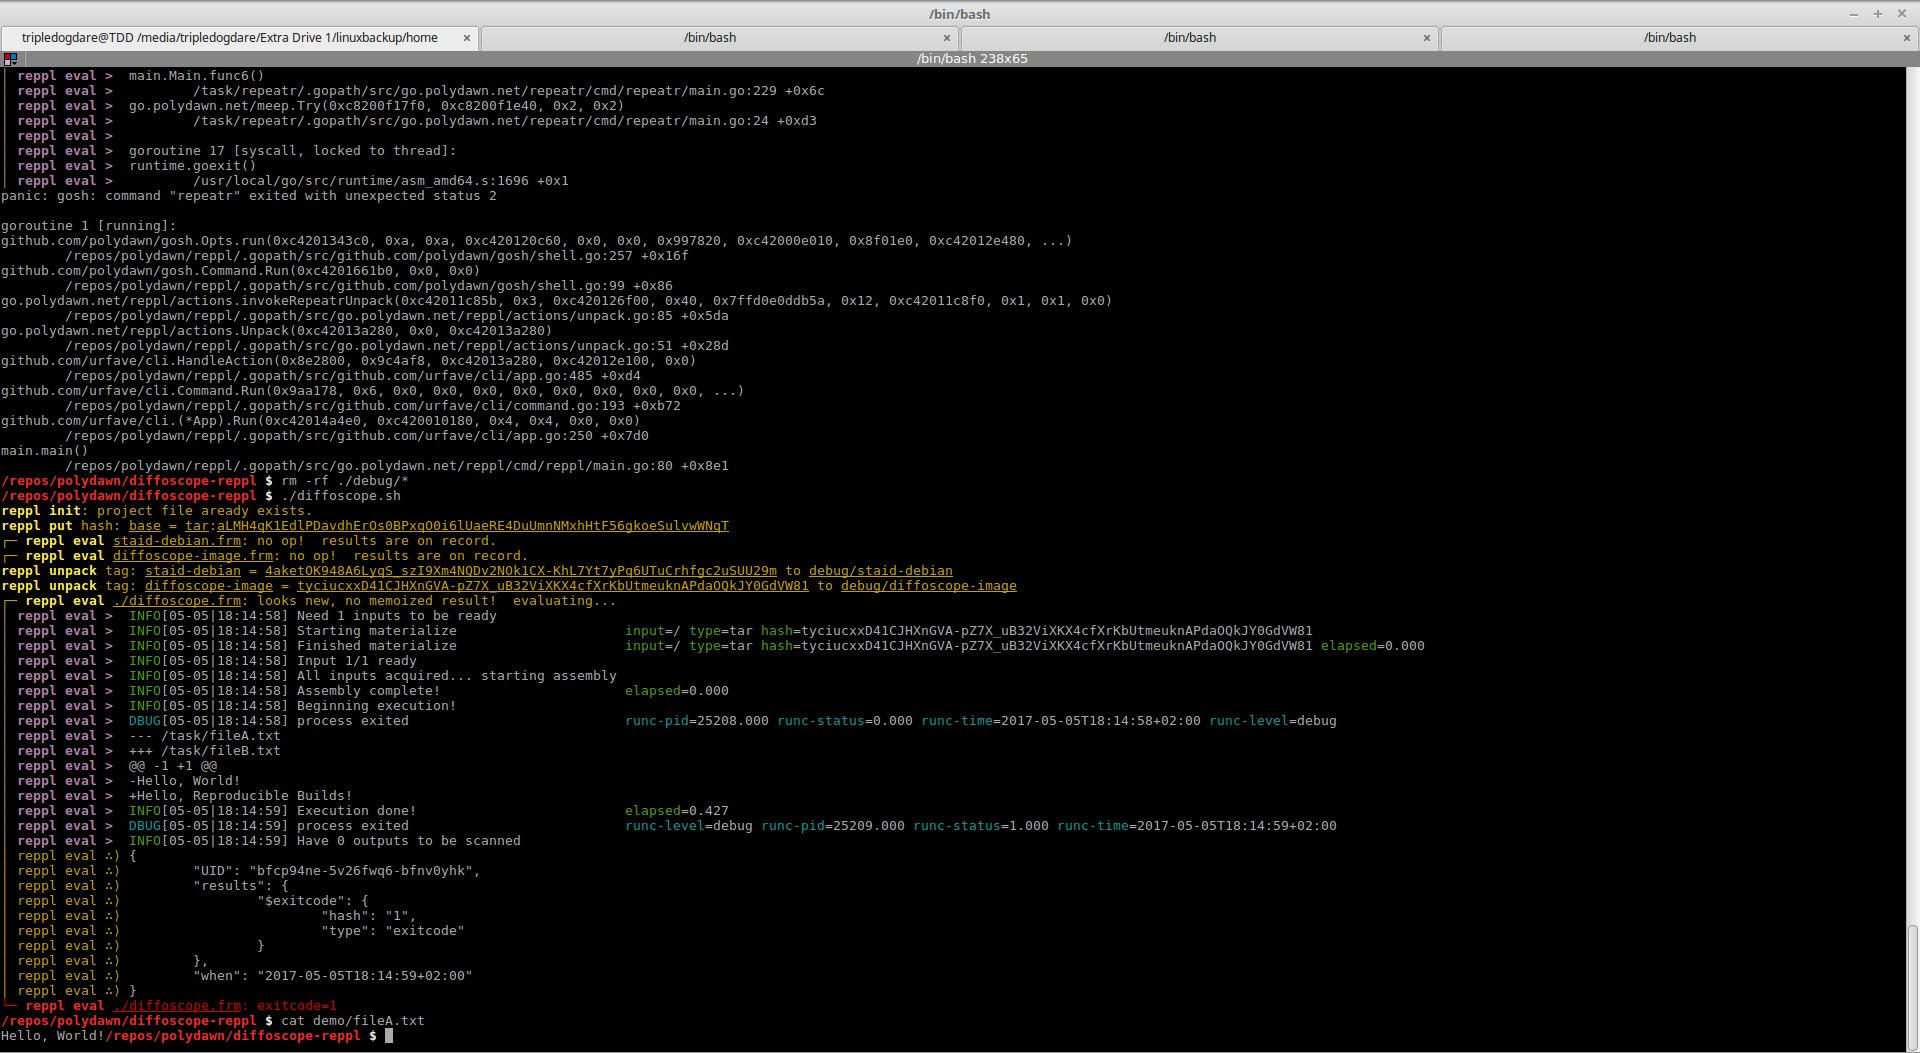 /bin/bash
tripledogdare@TDD /media/tripledogdare/Extra Drive 1/linuxbackup/home × /bin/bash × /bin/bash × /bin/bash ×
/bin/bash 238x65
reppl eval > main.Main.func6()
reppl eval > /task/repeatr/.gopath/src/go.polydawn.net/repeatr/cmd/repeatr/main.go:229 +0x6c
reppl eval > go.polydawn.net/meep.Try(0xc8200f17f0, 0xc8200f1e40, 0x2, 0x2)
reppl eval > /task/repeatr/.gopath/src/go.polydawn.net/repeatr/cmd/repeatr/main.go:24 +0xd3
reppl eval >
reppl eval > goroutine 17 [syscall, locked to thread]:
reppl eval > runtime.goexit()
reppl eval > /usr/local/go/src/runtime/asm_amd64.s:1696 +0x1
panic: gosh: command "repeatr" exited with unexpected status 2
goroutine 1 [running]:
github.com/polydawn/gosh.Opts.run(0xc4201343c0, 0xa, 0xa, 0xc420120c60, 0x0, 0x0, 0x997820, 0xc42000e010, 0x8f01e0, 0xc42012e480, ...)
/repos/polydawn/reppl/.gopath/src/github.com/polydawn/gosh/shell.go:257 +0x16f
github.com/polydawn/gosh.Command.Run(0xc4201661b0, 0x0, 0x0)
/repos/polydawn/reppl/.gopath/src/github.com/polydawn/gosh/shell.go:99 +0x86
go.polydawn.net/reppl/actions.invokeRepeatrUnpack(0xc42011c85b, 0x3, 0xc420126f00, 0x40, 0x7ffd0e0ddb5a, 0x12, 0xc42011c8f0, 0x1, 0x1, 0x0)
/repos/polydawn/reppl/.gopath/src/go.polydawn.net/reppl/actions/unpack.go:85 +0x5da
go.polydawn.net/reppl/actions.Unpack(0xc42013a280, 0x0, 0xc42013a280)
/repos/polydawn/reppl/.gopath/src/go.polydawn.net/reppl/actions/unpack.go:51 +0x28d
github.com/urfave/cli.HandleAction(0x8e2800, 0x9c4af8, 0xc42013a280, 0xc42012e100, 0x0)
/repos/polydawn/reppl/.gopath/src/github.com/urfave/cli/app.go:485 +0xd4
github.com/urfave/cli.Command.Run(0x9aa178, 0x6, 0x0, 0x0, 0x0, 0x0, 0x0, 0x0, 0x0, ...)
/repos/polydawn/reppl/.gopath/src/github.com/urfave/cli/command.go:193 +0xb72
github.com/urfave/cli.(*App).Run(0xc42014a4e0, 0xc420010180, 0x4, 0x4, 0x0, 0x0)
/repos/polydawn/reppl/.gopath/src/github.com/urfave/cli/app.go:250 +0x7d0
main.main()
/repos/polydawn/reppl/.gopath/src/go.polydawn.net/reppl/cmd/reppl/main.go:80 +0x8e1
/repos/polydawn/diffoscope-reppl $ rm -rf ./debug/*
/repos/polydawn/diffoscope-reppl $ ./diffoscope.sh
reppl init: project file aready exists.
reppl put hash: base = tar:aLMH4qK1EdlPDavdhErOs0BPxqO0i6lUaeRE4DuUmnNMxhHtF56gkoeSulvwWNqT
reppl eval staid-debian.frm: no op! results are on record.
reppl eval diffoscope-image.frm: no op! results are on record.
reppl unpack tag: staid-debian = 4aketOK948A6LyqS_szI9Xm4NQDv2NOk1CX-KhL7Yt7yPq6UTuCrhfgc2uSUU29m to debug/staid-debian
reppl unpack tag: diffoscope-image = tyciucxxD41CJHXnGVA-pZ7X_uB32ViXKX4cfXrKbUtmeuknAPdaOQkJY0GdVW81 to debug/diffoscope-image
reppl eval ./diffoscope.frm: looks new, no memoized result! evaluating...
reppl eval > INFO[05-05|18:14:58] Need 1 inputs to be ready
reppl eval > INFO[05-05|18:14:58] Starting materialize input=/ type=tar hash=tyciucxxD41CJHXnGVA-pZ7X_uB32ViXKX4cfXrKbUtmeuknAPdaOQkJY0GdVW81
reppl eval > INFO[05-05|18:14:58] Finished materialize input=/ type=tar hash=tyciucxxD41CJHXnGVA-pZ7X_uB32ViXKX4cfXrKbUtmeuknAPdaOQkJY0GdVW81 elapsed=0.000
reppl eval > INFO[05-05|18:14:58] Input 1/1 ready
reppl eval > INFO[05-05|18:14:58] All inputs acquired... starting assembly
reppl eval > INFO[05-05|18:14:58] Assembly complete! elapsed=0.000
reppl eval > INFO[05-05|18:14:58] Beginning execution!
reppl eval > DBUG[05-05|18:14:58] process exited runc-pid=25208.000 runc-status=0.000 runc-time=2017-05-05T18:14:58+02:00 runc-level=debug
reppl eval > --- /task/fileA.txt
reppl eval > +++ /task/fileB.txt
reppl eval > @@ -1 +1 @@
reppl eval > -Hello, World!
reppl eval > +Hello, Reproducible Builds!
reppl eval > INFO[05-05|18:14:59] Execution done! elapsed=0.427
reppl eval > DBUG[05-05|18:14:59] process exited runc-level=debug runc-pid=25209.000 runc-status=1.000 runc-time=2017-05-05T18:14:59+02:00
reppl eval > INFO[05-05|18:14:59] Have 0 outputs to be scanned
reppl eval ∴) {
reppl eval ∴) "UID": "bfcp94ne-5v26fwq6-bfnv0yhk",
reppl eval ∴) "results": {
reppl eval ∴) "$exitcode": {
reppl eval ∴) "hash": "1",
reppl eval ∴) "type": "exitcode"
reppl eval ∴) }
reppl eval ∴) },
reppl eval ∴) "when": "2017-05-05T18:14:59+02:00"
reppl eval ∴) }
reppl eval ./diffoscope.frm: exitcode=1
/repos/polydawn/diffoscope-reppl $ cat demo/fileA.txt
Hello, World!/repos/polydawn/diffoscope-reppl $